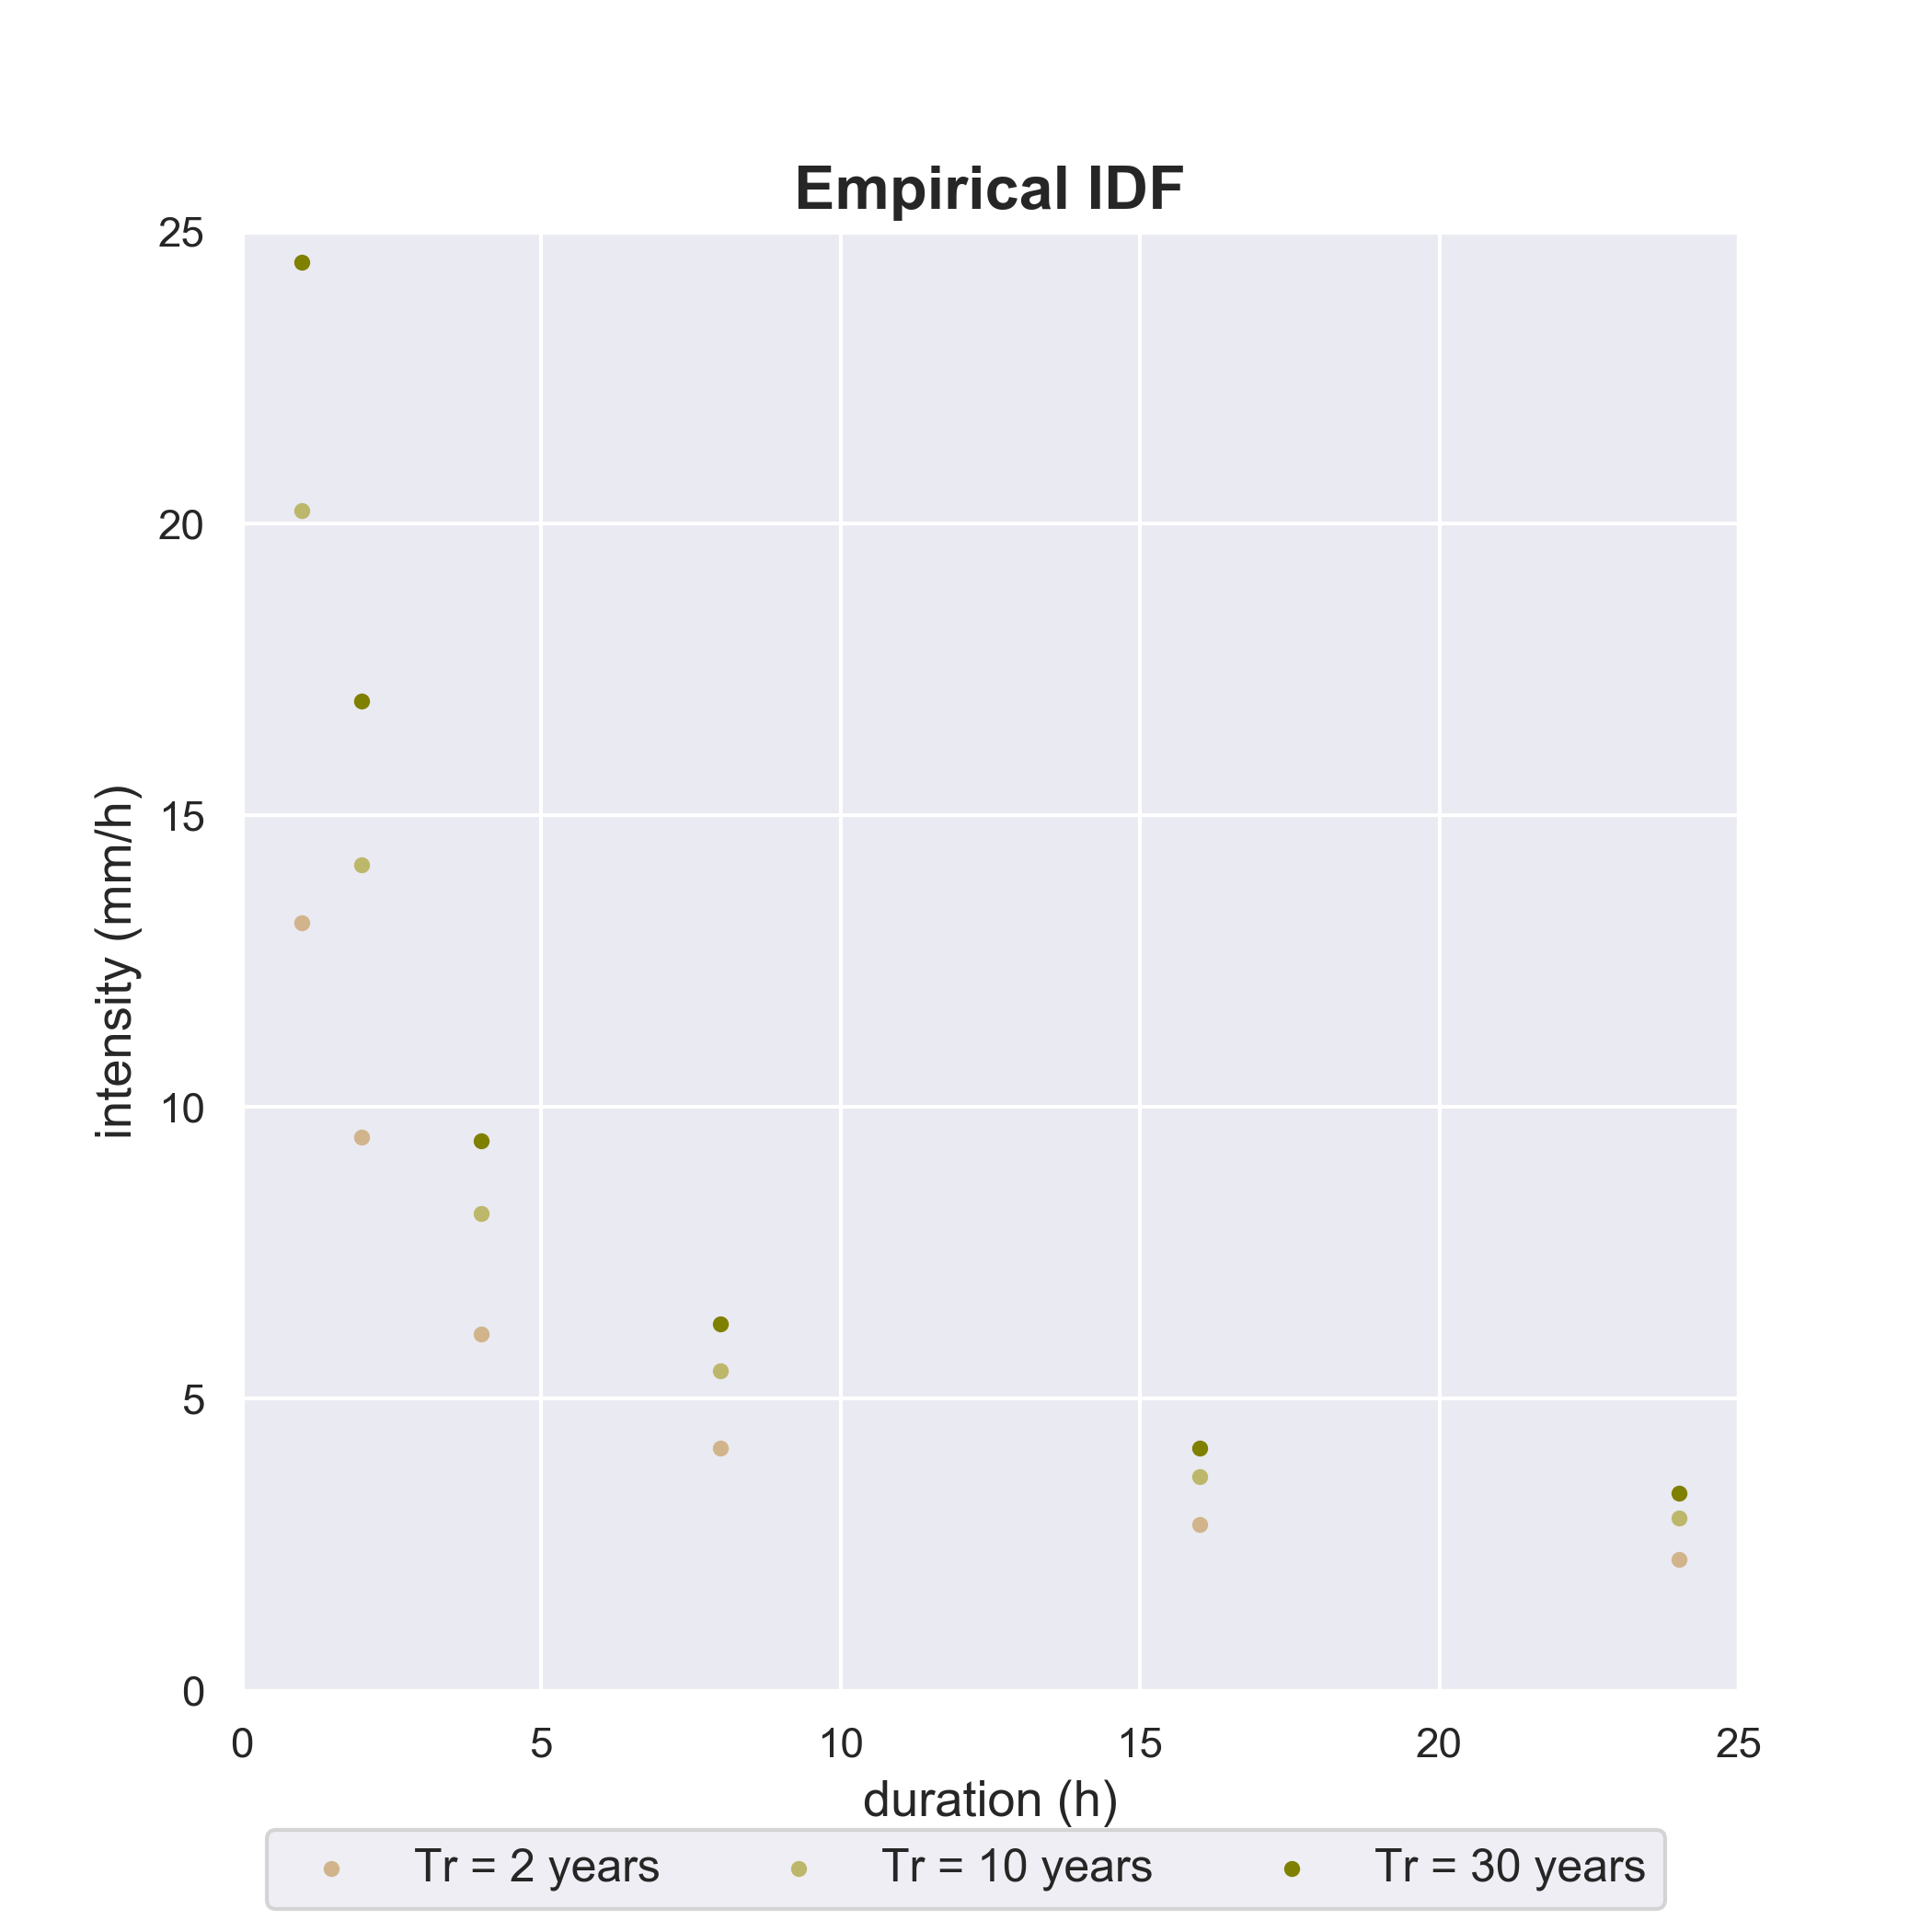 Empirical IDF
25
20
15
10
5
0
intensity (mm/h)
0 5 10 15 20 25
duration (h)
Tr = 2 years Tr = 10 years Tr = 30 years